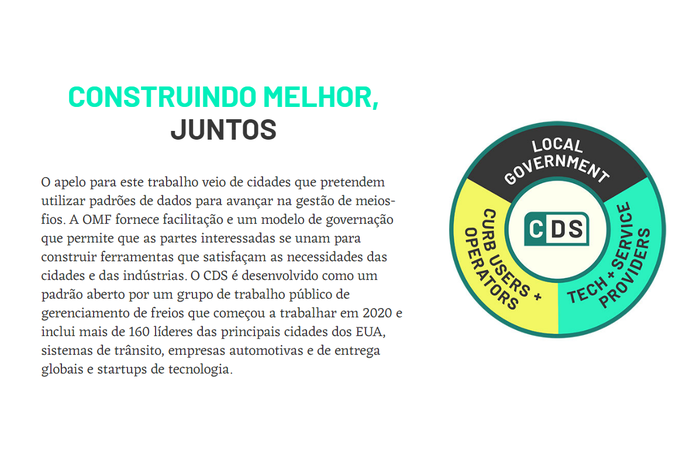 CONSTRUINDO MELHOR,
JUNTOS
O apelo para este trabalho veio de cidades que pretendem
utilizar padrões de dados para avançar na gestão de meios-
fios. A OMF fornece facilitação e um modelo de governação
que permite que as partes interessadas se unam para
construir ferramentas que satisfaçam as necessidades das
cidades e das indústrias. O CDS é desenvolvido como um
padrão aberto por um grupo de trabalho público de
gerenciamento de freios que começou a trabalhar em 2020 e
inclui mais de 160 líderes das principais cidades dos EUA,
sistemas de trânsito, empresas automotivas e de entrega
globais e startups de tecnologia.
LOCAL
GOVERNMENT
CDS
CURB USERS +
OPERATORS
TECH + SERVICE
PROVIDERS